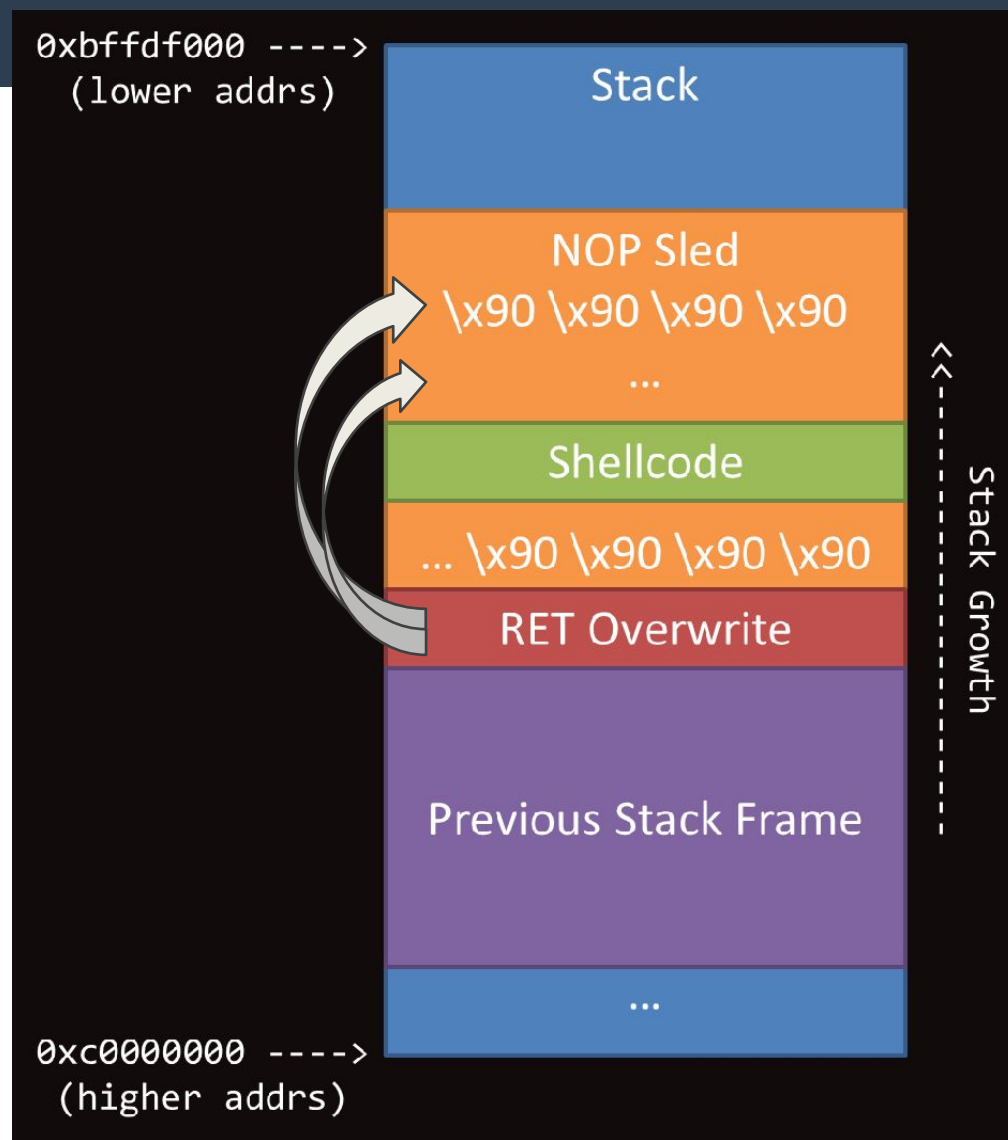 0xbffdf000 ---->
(lower addrs)
Stack
NOP Sled
\x90 \x90 \x90 \x90
...
Shellcode
... \x90 \x90 \x90 \x90
RET Overwrite
Previous Stack Frame
...
0xc0000000 ---->
(higher addrs)
Stack Growth
--------------->>